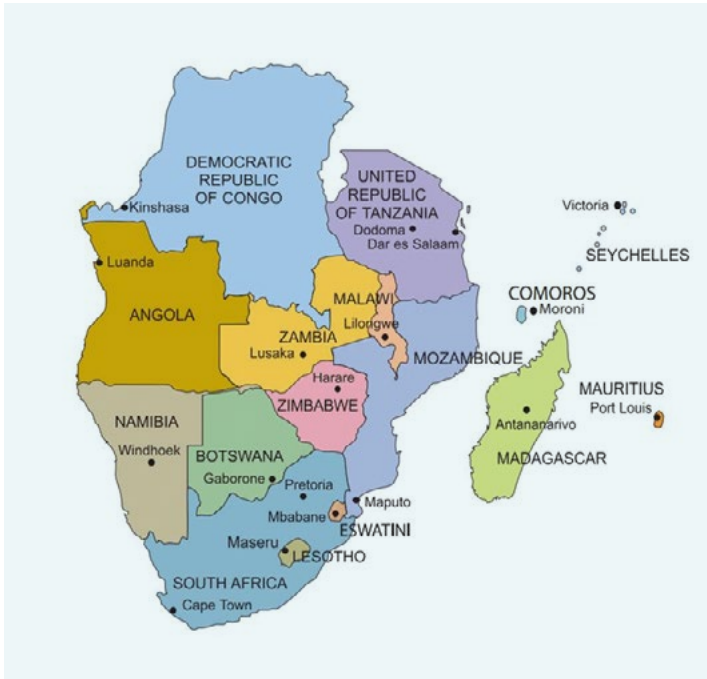 DEMOCRATIC
REPUBLIC
OF CONGO
Kinshasa
UNITED
REPUBLIC
OF TANZANIA
Dodoma
Dar es Salaam
Victoria
SEYCHELLES
Luanda
ANGOLA
MALAWI
Lilongwe
ZAMBIA
Lusaka
COMOROS
Moroni
MOZAMBIQUE
Harare
ZIMBABWE
MAURITIUS
Port Louis
Antananarivo
MADAGASCAR
NAMIBIA
Windhoek
BOTSWANA
Gaborone
Pretoria
Maputo
Mbabane
ESWATINI
Maseru
LESOTHO
SOUTH AFRICA
Cape Town